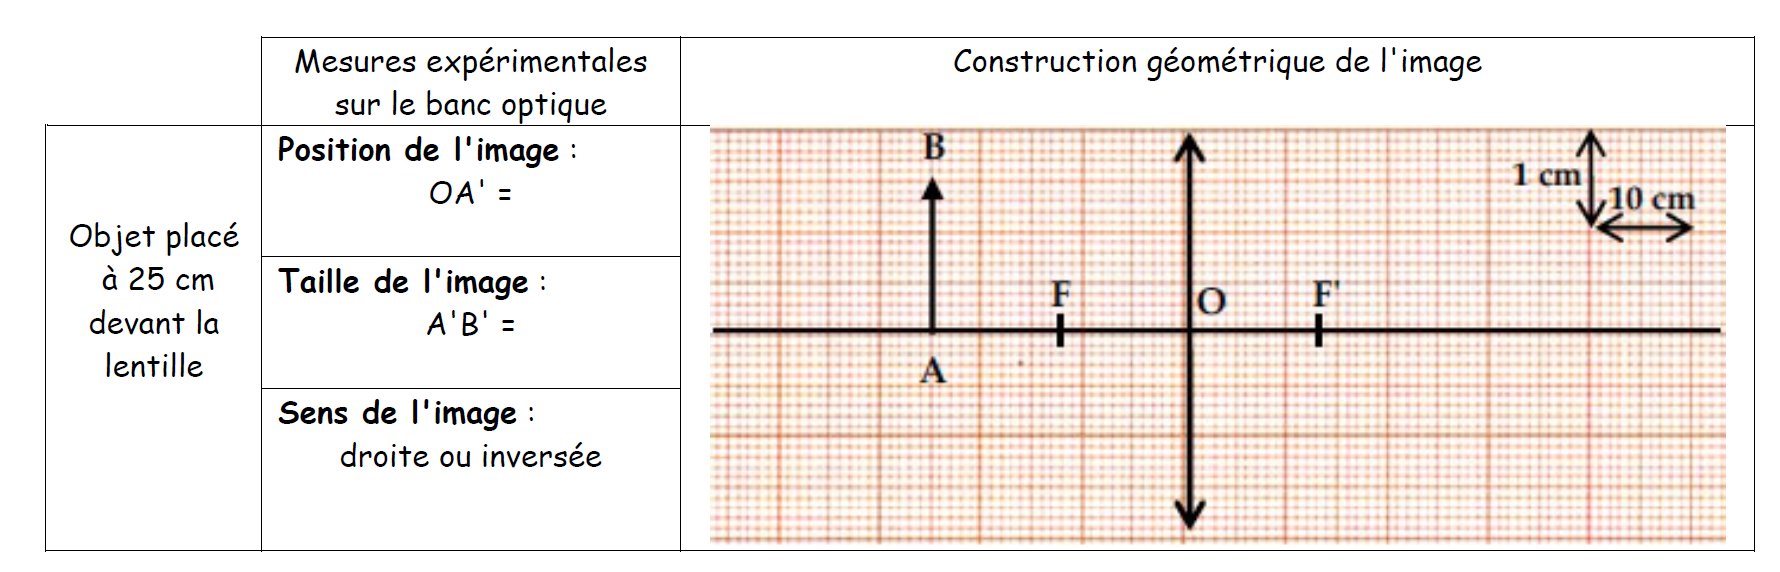 Mesures expérimentales
sur le banc optique
Construction géométrique de l'image
Objet placé
à 25 cm
devant la
lentille
Position de l'image :
OA' =
Taille de l'image :
A'B' =
Sens de l'image :
droite ou inversée
B
1 cm
10 cm
F
O
F'
A